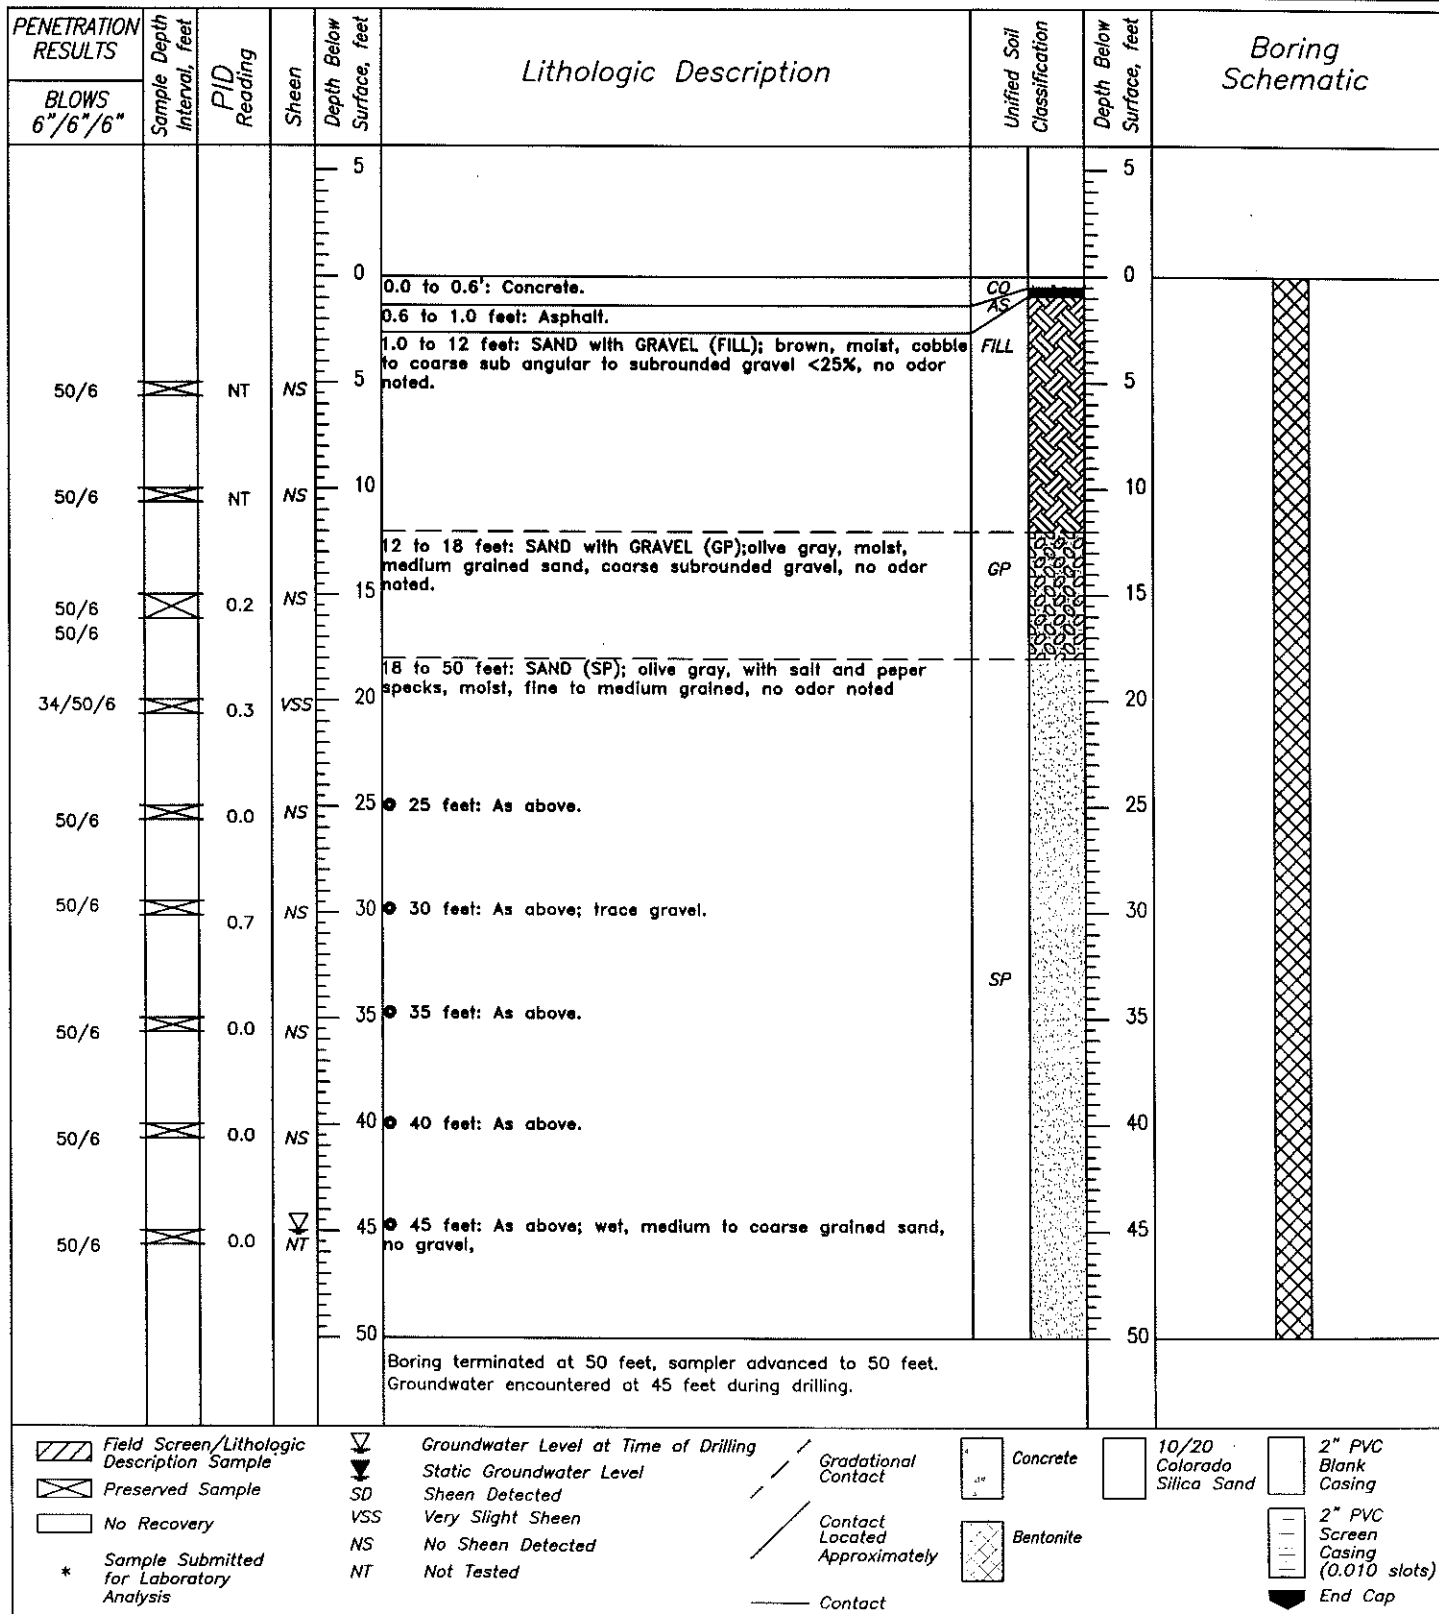 PENETRATION
RESULTS
BLOWS
6"/6"/6"
Sample Depth
Interval, feet
PID
Reading
Sheen
Depth Below
Surface, feet
Lithologic Description
Unified Soil
Classification
Depth Below
Surface, feet
Boring
Schematic
5 5
0 0
0.0 to 0.6': Concrete. CO
0.6 to 1.0 feet: Asphalt. AS
1.0 to 12 feet: SAND with GRAVEL (FILL); brown, moist, cobble FILL
to coarse sub angular to subrounded gravel <25%, no odor
noted.
50/6 NT NS 5 5
50/6 NT NS 10 10
12 to 18 feet: SAND with GRAVEL (GP);olive gray, moist,
medium grained sand, coarse subrounded gravel, no odor GP
noted.
50/6 0.2 NS 15 15
50/6
18 to 50 feet: SAND (SP); olive gray, with salt and peper
specks, moist, fine to medium grained, no odor noted
34/50/6 0.3 VSS 20 20
50/6 0.0 NS 25 25 feet: As above. 25
50/6 0.7 NS 30 30 feet: As above; trace gravel. 30
SP
50/6 0.0 NS 35 35 feet: As above. 35
50/6 0.0 NS 40 40 feet: As above. 40
50/6 0.0 NT 45 45 feet: As above; wet, medium to coarse grained sand, 45
no gravel,
50 50
Boring terminated at 50 feet, sampler advanced to 50 feet.
Groundwater encountered at 45 feet during drilling.
Field Screen/Lithologic
Description Sample
Preserved Sample
No Recovery
* Sample Submitted
for Laboratory
Analysis
Groundwater Level at Time of Drilling
Static Groundwater Level
SD Sheen Detected
VSS Very Slight Sheen
NS No Sheen Detected
NT Not Tested
Gradational
Contact
Contact
Located
Approximately
Contact
Concrete
Bentonite
10/20
Colorado
Silica Sand
2" PVC
Blank
Casing
2" PVC
Screen
Casing
(0.010 slots)
End Cap